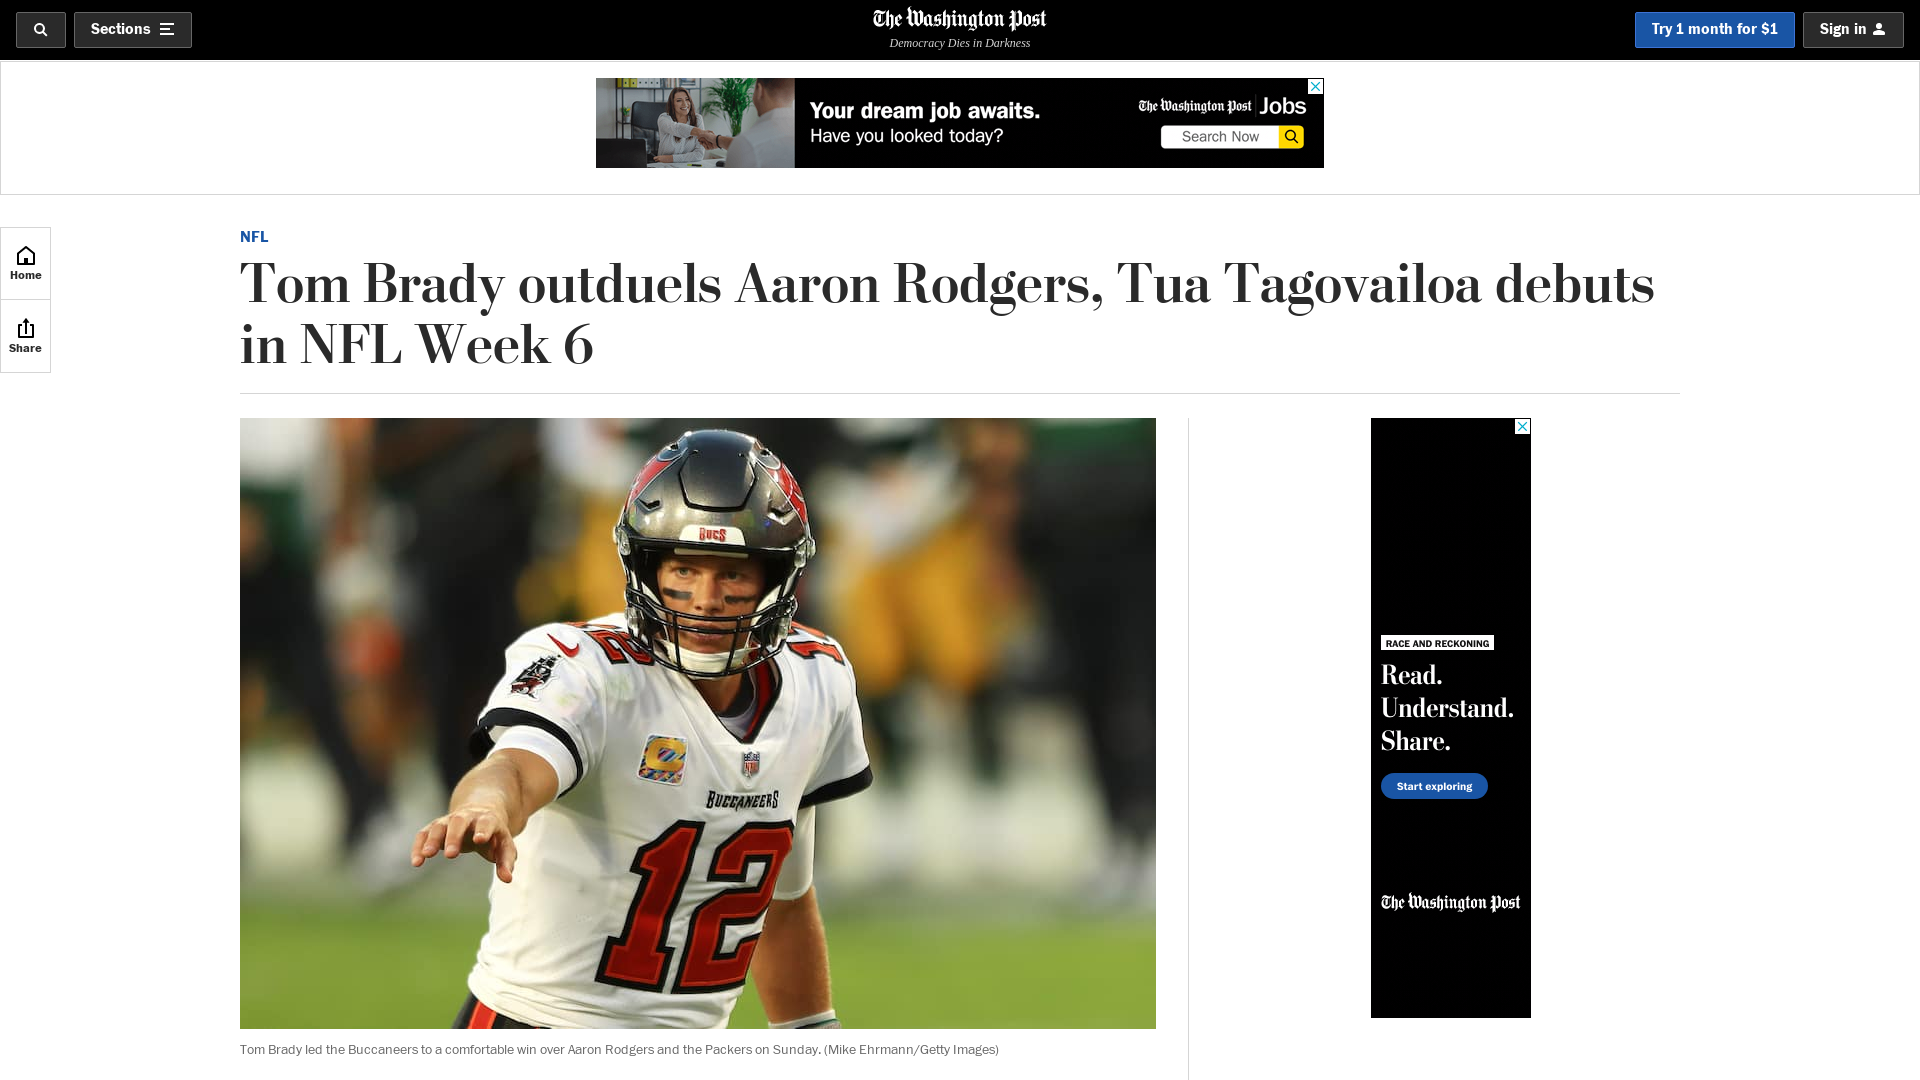 Sections
The Washington Post
Democracy Dies in Darkness
Try 1 month for $1
Sign in
Your dream job awaits.
Have you looked today?
The Washington Post Jobs
Search Now
Home
Share
NFL
Tom Brady outduels Aaron Rodgers, Tua Tagovailoa debuts
in NFL Week 6
BUCS
12
BUCCANEERS
12
RACE AND RECKONING
Read.
Understand.
Share.
Start exploring
The Washington Post
Tom Brady led the Buccaneers to a comfortable win over Aaron Rodgers and the Packers on Sunday. (Mike Ehrmann/Getty Images)